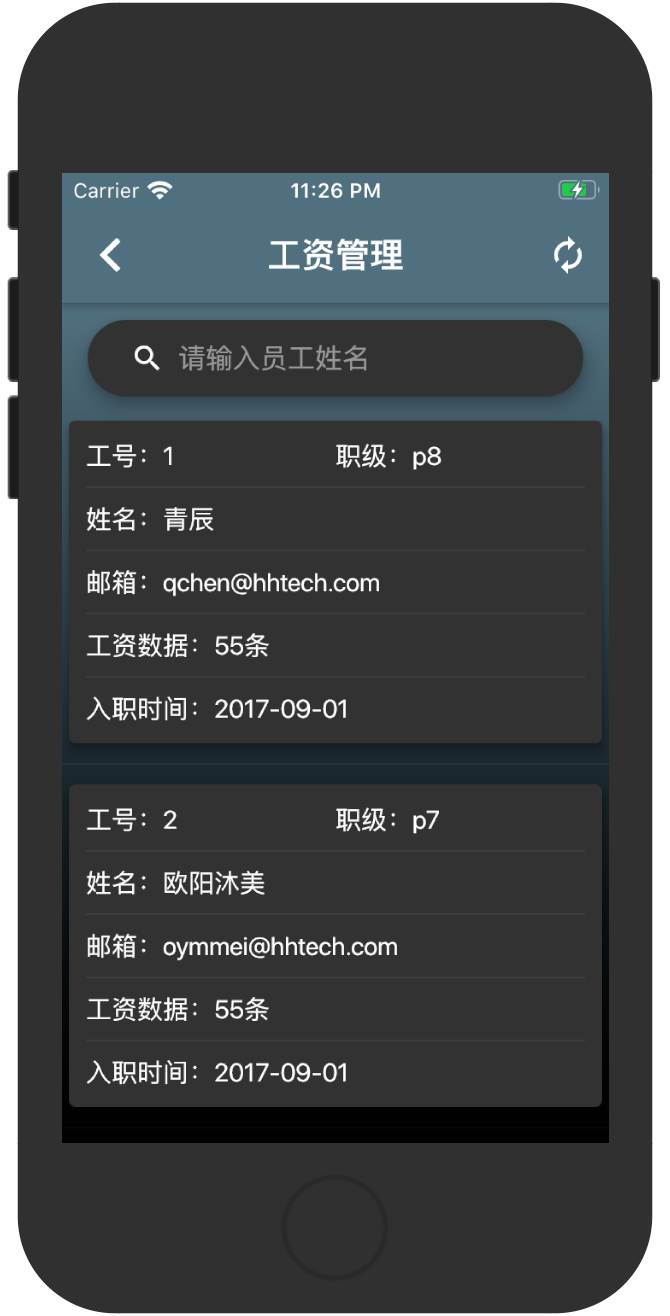 Carrier 11:26 PM
工资管理
请输入员工姓名
工号：1 职级：p8
姓名：青辰
邮箱：qchen@hhtech.com
工资数据：55条
入职时间：2017-09-01
工号：2 职级：p7
姓名：欧阳沐美
邮箱：oymmei@hhtech.com
工资数据：55条
入职时间：2017-09-01